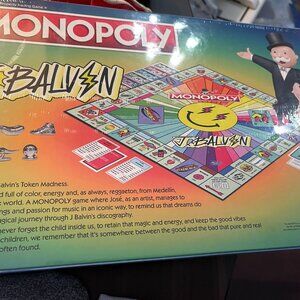 MONOPOLY
J BALVIN
MONOPOLY
J BALVIN
Balvin's Token Madness.
d full of color, energy and, as always, reggaeton, from Medellin,
world. A MONOPOLY game where José, as an artist, manages to
ngs and passion for music in an iconic way, to remind us that dreams do
gical journey through J Balvin's discography.
never forget the child inside us, to retain that magic and energy, and keep the good vibes
children, we remember that it's somewhere between the good and the bad that pure and real
often found.